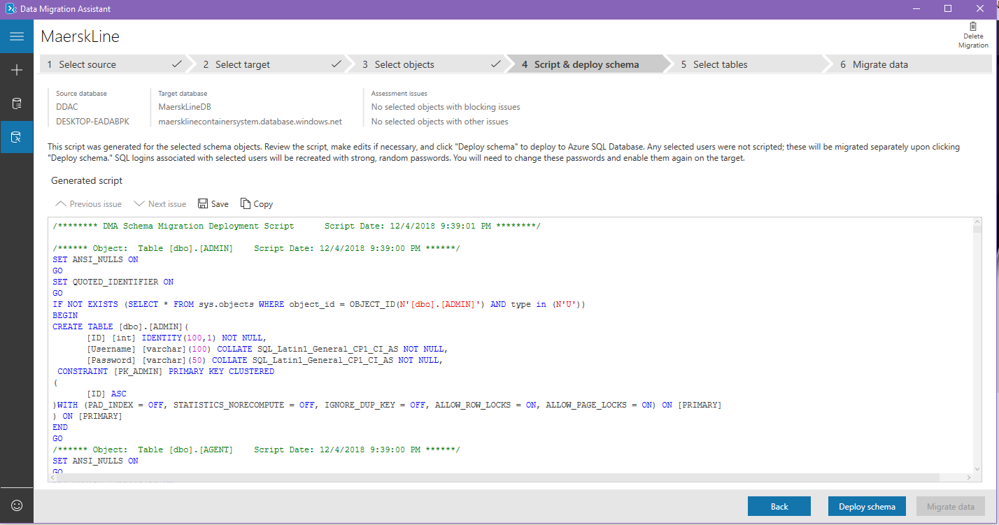 Data Migration Assistant
MaerskLine
Delete
Migration
1 Select source
2 Select target
3 Select objects
4 Script & deploy schema
5 Select tables
6 Migrate data
Source database
DDAC
DESKTOP-EADABPK
Target database
MaerskLineDB
maersklinecontainersystem.database.windows.net
Assessment issues
No selected objects with blocking issues
No selected objects with other issues
This script was generated for the selected schema objects. Review the script, make edits if necessary, and click "Deploy schema" to deploy to Azure SQL Database. Any selected users were not scripted; these will be migrated separately upon clicking
"Deploy schema." SQL logins associated with selected users will be recreated with strong, random passwords. You will need to change these passwords and enable them again on the target.
Generated script
Previous issue Next issue Save Copy
/******** DMA Schema Migration Deployment Script      Script Date: 12/4/2018 9:39:01 PM ********/
/****** Object:  Table [dbo].[ADMIN]    Script Date: 12/4/2018 9:39:00 PM ******/
SET ANSI_NULLS ON
GO
SET QUOTED_IDENTIFIER ON
GO
IF NOT EXISTS (SELECT * FROM sys.objects WHERE object_id = OBJECT_ID(N'[dbo].[ADMIN]') AND type in (N'U'))
BEGIN
CREATE TABLE [dbo].[ADMIN](
[ID] [int] IDENTITY(100,1) NOT NULL,
[Username] [varchar](100) COLLATE SQL_Latin1_General_CP1_CI_AS NOT NULL,
[Password] [varchar](50) COLLATE SQL_Latin1_General_CP1_CI_AS NOT NULL,
CONSTRAINT [PK_ADMIN] PRIMARY KEY CLUSTERED
(
[ID] ASC
)WITH (PAD_INDEX = OFF, STATISTICS_NORECOMPUTE = OFF, IGNORE_DUP_KEY = OFF, ALLOW_ROW_LOCKS = ON, ALLOW_PAGE_LOCKS = ON) ON [PRIMARY]
) ON [PRIMARY]
END
GO
/****** Object:  Table [dbo].[AGENT]    Script Date: 12/4/2018 9:39:00 PM ******/
SET ANSI_NULLS ON
GO
Back
Deploy schema
Migrate data